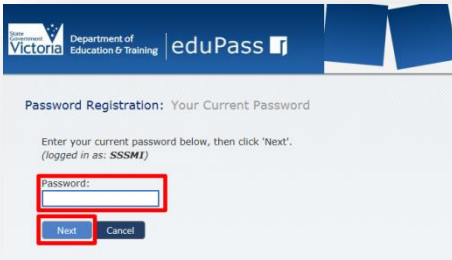 State
Government
Victoria
Department of
Education & Training
eduPass
Password Registration: Your Current Password
Enter your current password below, then click 'Next'.
(logged in as: SSSMI)
Password:
Next Cancel